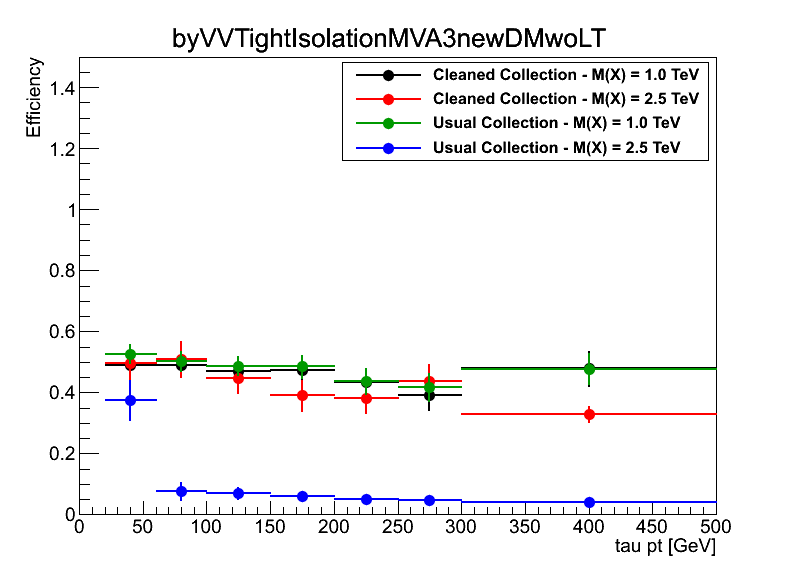 byVVTightIsolationMVA3newDMwoLT
Efficiency
Cleaned Collection - M(X) = 1.0 TeV
Cleaned Collection - M(X) = 2.5 TeV
Usual Collection - M(X) = 1.0 TeV
Usual Collection - M(X) = 2.5 TeV
1.4
1.2
1
0.8
0.6
0.4
0.2
0
0 50 100 150 200 250 300 350 400 450 500
tau pt [GeV]